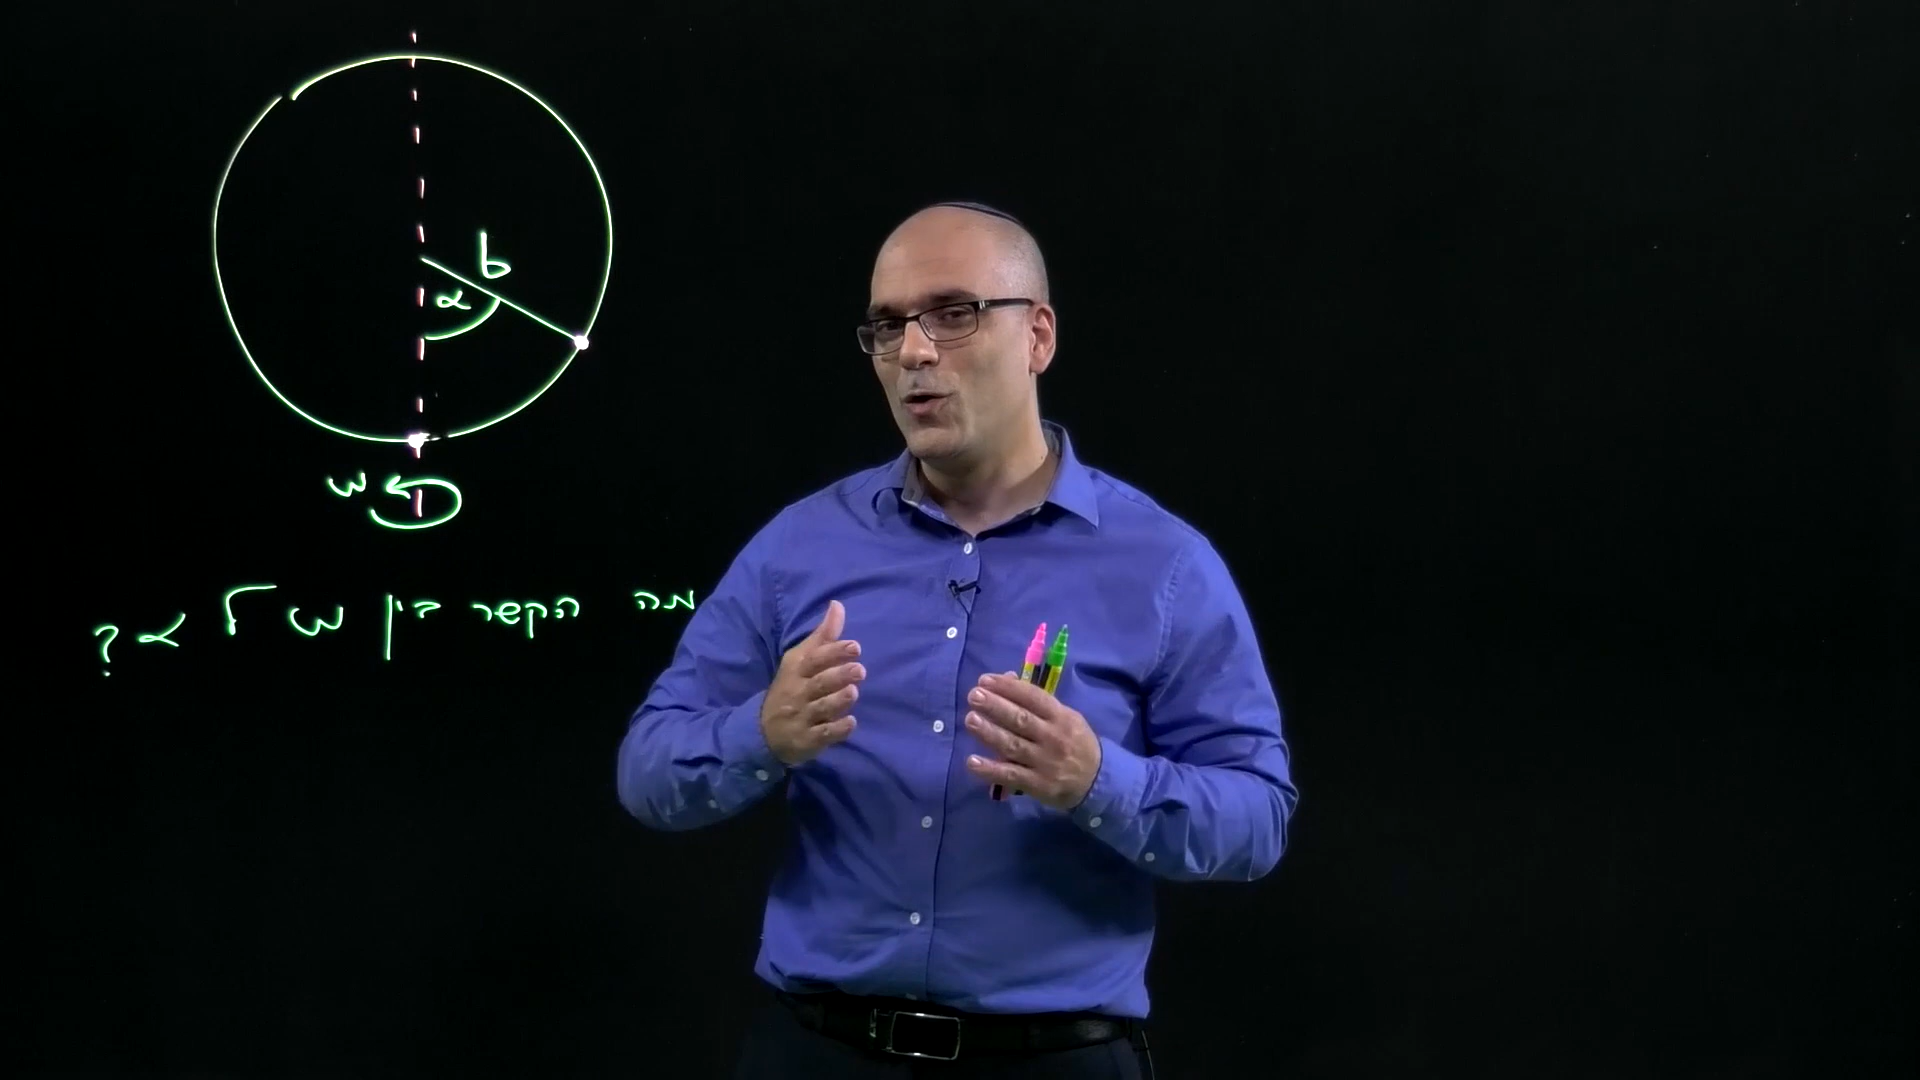 b
α
ω
מה הקשר בין ω ל α?